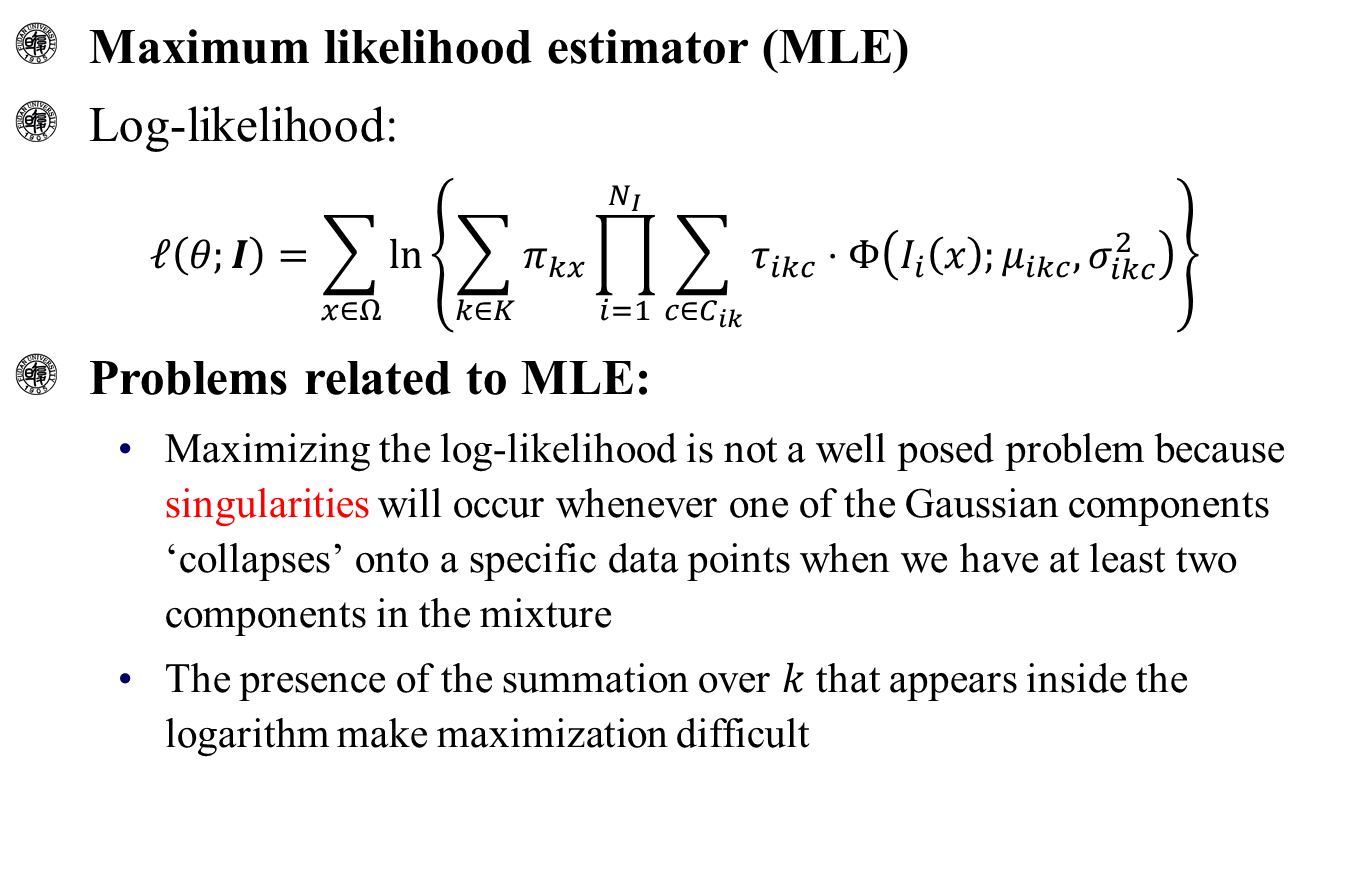 Maximum likelihood estimator (MLE)
Log-likelihood:
ℓ(θ; I) = ∑_{x∈Ω} ln { ∑_{k∈K} π_{kx} ∏_{i=1}^{N_I} ∑_{c∈C_{ik}} τ_{ikc} · Φ(I_i(x); μ_{ikc}, σ²_{ikc}) }
Problems related to MLE:
• Maximizing the log-likelihood is not a well posed problem because
singularities will occur whenever one of the Gaussian components
‘collapses’ onto a specific data points when we have at least two
components in the mixture
• The presence of the summation over k that appears inside the
logarithm make maximization difficult